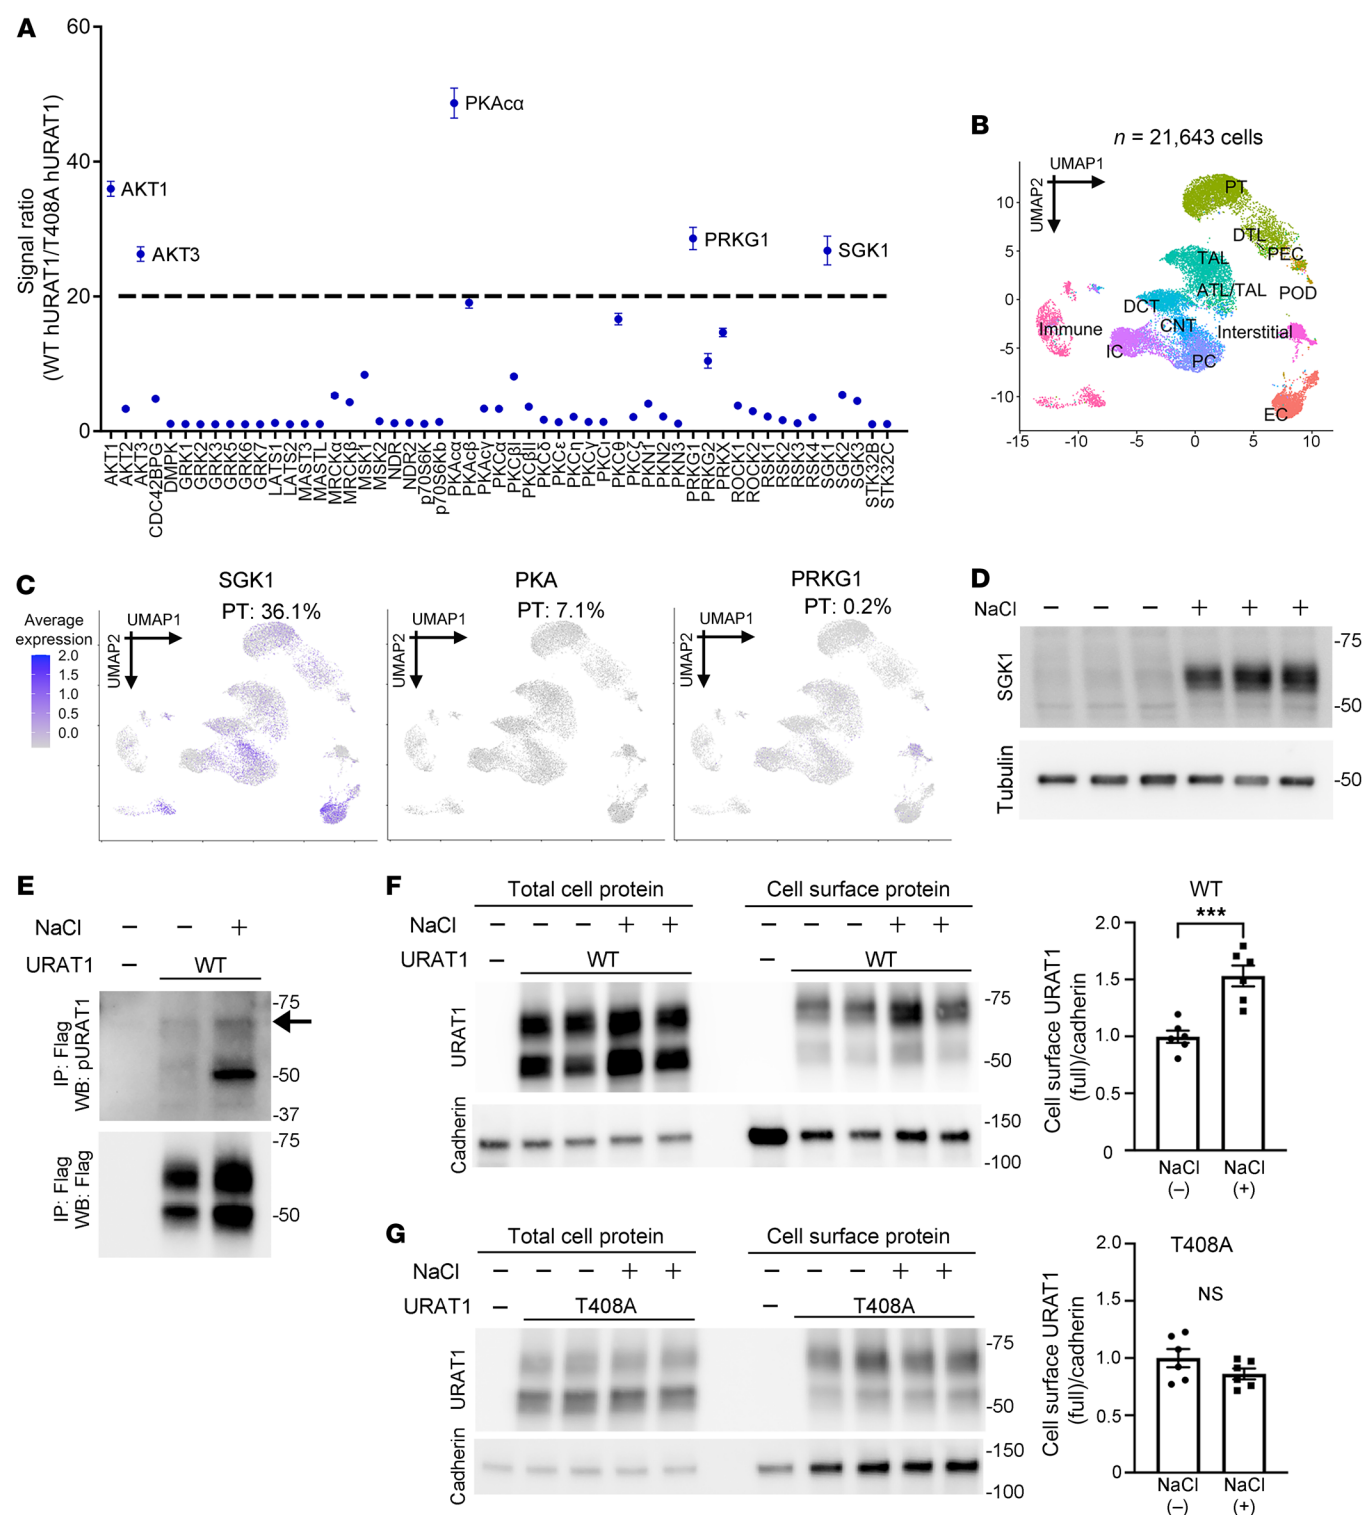 A
60
40
20
0
Signal ratio
(WT hURAT1/T408A hURAT1)
AKT1
AKT3
PKAcα
PRKG1
SGK1
AKT1
AKT2
AKT3
CDC42BPG
DMPK
GRK1
GRK2
GRK3
GRK5
GRK6
GRK7
LATS1
LATS2
MAST3
MASTL
MRCKα
MRCKβ
MSK1
MSK2
NDR
NDR2
p70S6K
p70S6Kb
PKAcα
PKAcβ
PKAcγ
PKCα
PKCβI
PKCβII
PKCδ
PKCε
PKCη
PKCγ
PKCι
PKCθ
PKCζ
PKN1
PKN2
PKN3
PRKG1
PRKG2
PRKX
ROCK1
ROCK2
RSK1
RSK2
RSK3
RSK4
SGK1
SGK2
SGK3
STK32B
STK32C
B
n = 21,643 cells
UMAP1
UMAP2
10
5
0
-5
-10
-15 -10 -5 0 5 10
PT
DTL
PEC
TAL
ATL/TAL
POD
DCT
CNT
Immune
Interstitial
IC
PC
EC
C
Average
expression
2.0
1.5
1.0
0.5
0.0
SGK1
PT: 36.1%
UMAP1
UMAP2
PKA
PT: 7.1%
UMAP1
UMAP2
PRKG1
PT: 0.2%
UMAP1
UMAP2
D
NaCl − − − + + +
SGK1
-75
-50
Tubulin
-50
E
NaCl − − +
URAT1 − WT
IP: Flag
WB: pURAT1
-75
-50
-37
IP: Flag
WB: Flag
-75
-50
F
Total cell protein
Cell surface protein
NaCl − − − + + − − − + +
URAT1 − WT − WT
URAT1
-75
-50
Cadherin
-150
-100
WT
***
Cell surface URAT1
(full)/cadherin
2.0
1.5
1.0
0.5
0
NaCl
(−)
NaCl
(+)
G
Total cell protein
Cell surface protein
NaCl − − − + + − − − + +
URAT1 − T408A − T408A
URAT1
-75
-50
Cadherin
-150
-100
T408A
NS
Cell surface URAT1
(full)/cadherin
2.0
1.5
1.0
0.5
0
NaCl
(−)
NaCl
(+)